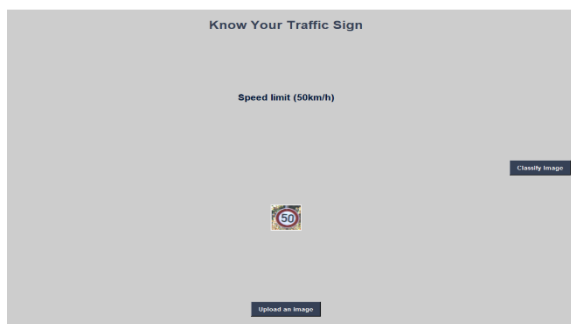 Know Your Traffic Sign
Speed limit (50km/h)
Classify Image
50
Upload an image